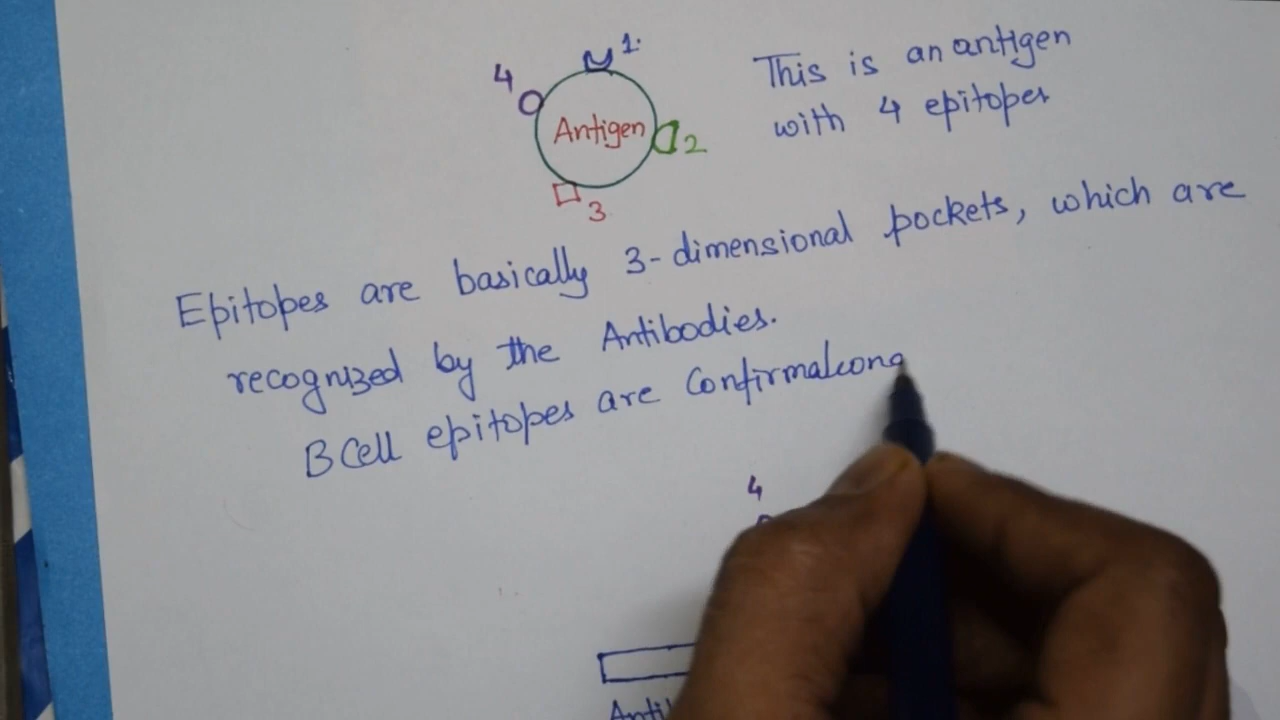 4
1.
Antigen
2
3
This is an antigen
with 4 epitopes
Epitopes are basically 3-dimensional pockets, which are
recognized by the Antibodies.
B Cell epitopes are Confirmationa
4
Anti